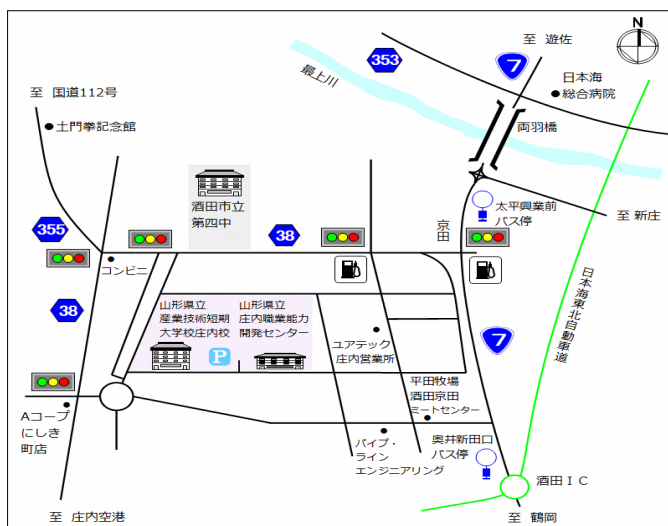 N
至 遊佐
353
7
日本海
総合病院
最上川
至 国道112号
土門拳記念館
両羽橋
酒田市立
第四中
太平興業前
バス停
京田
至 新庄
355
38
コンビニ
38
日本海東北自動車道
山形県立
産業技術短期
大学校庄内校
山形県立
庄内職業能力
開発センター
P
ユアテック
庄内営業所
7
平田牧場
酒田京田
ミートセンター
Aコープ
にしき
町店
パイプ・
ライン
エンジニアリング
奥井新田口
バス停
酒田ＩＣ
至 庄内空港
至 鶴岡